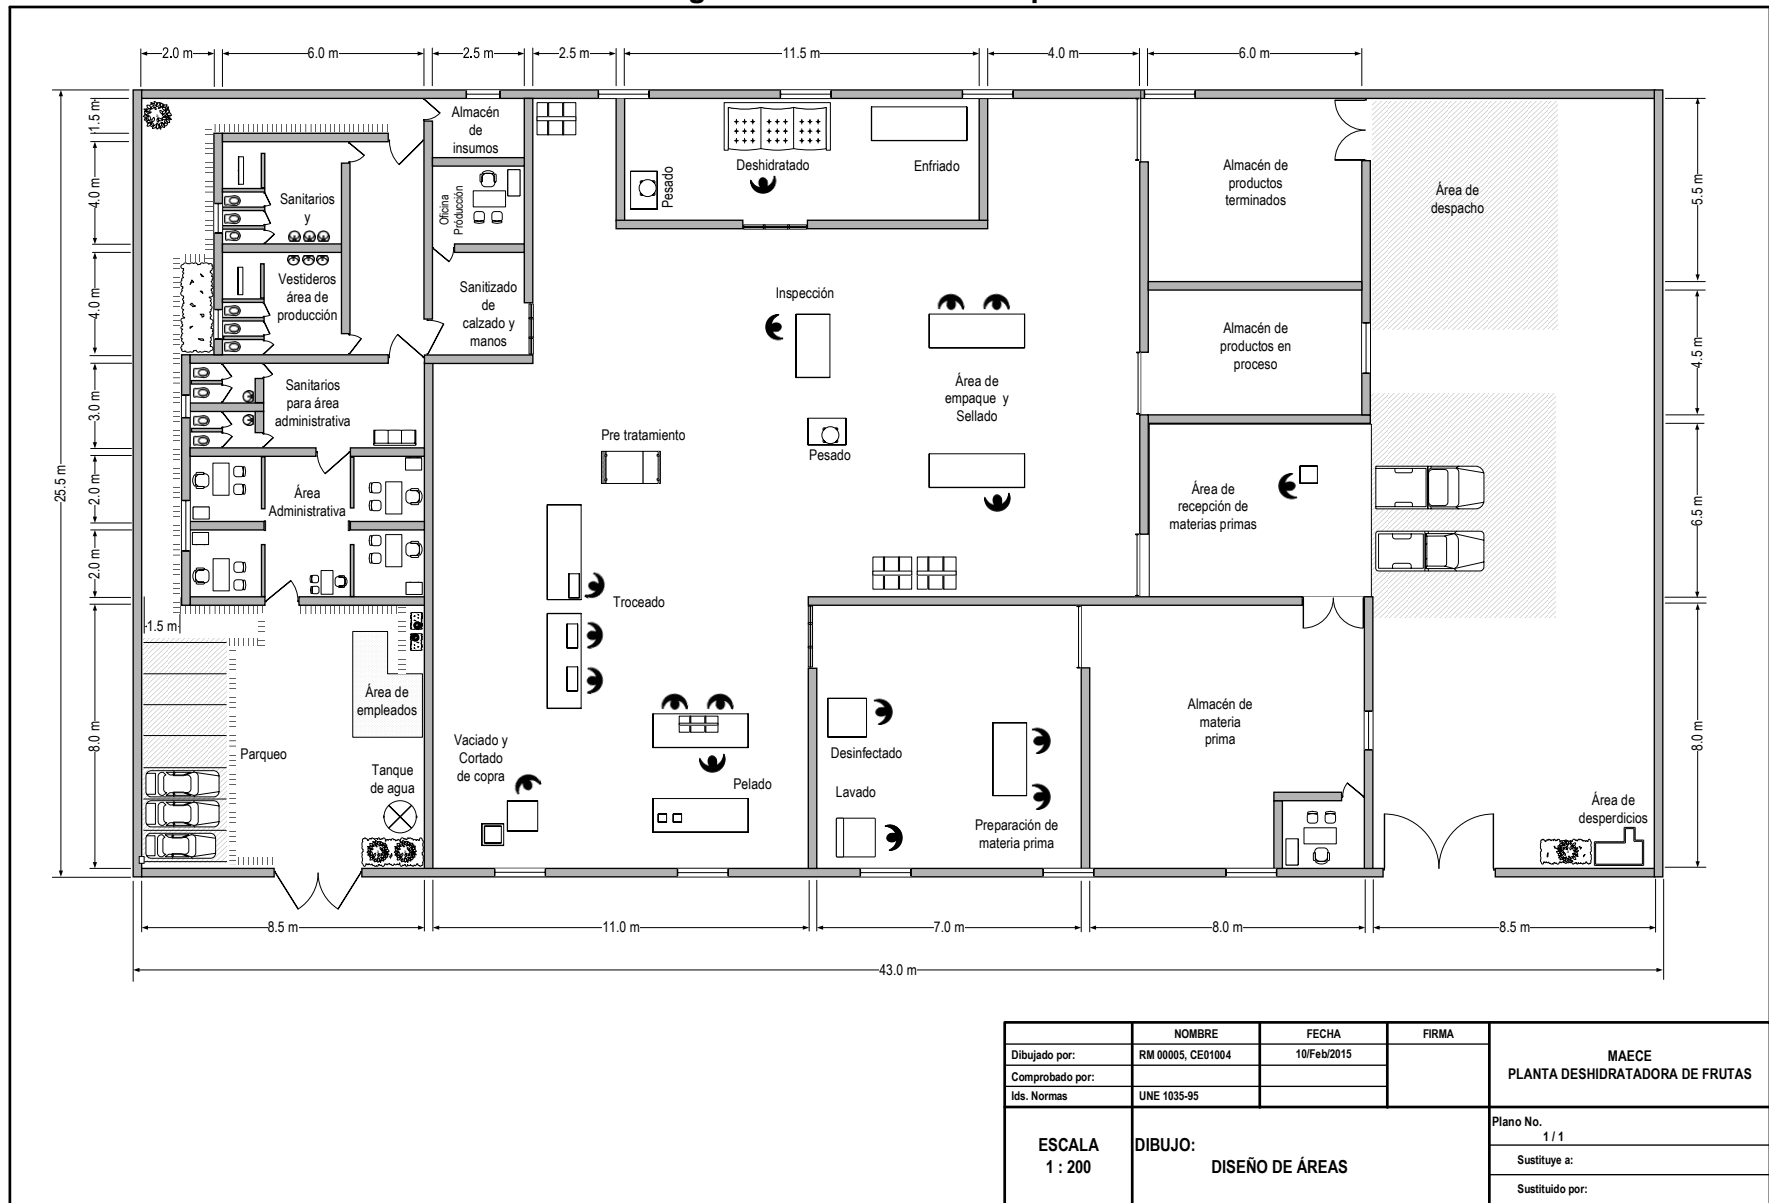 2.0 m
6.0 m
2.5 m
2.5 m
11.5 m
4.0 m
6.0 m
1.5 m
4.0 m
4.0 m
3.0 m
2.0 m
2.0 m
8.0 m
25.5 m
5.5 m
4.5 m
6.5 m
8.0 m
Almacén
de
insumos
Sanitarios
y
Vestideros
área de
producción
Oficina
Próducción
Sanitizado
de
calzado y
manos
Pesado
Deshidratado
Enfriado
Almacén de
productos
terminados
Área de
despacho
Inspección
Almacén de
productos en
proceso
Área de
empaque y
Sellado
Sanitarios
para área
administrativa
Pre tratamiento
Pesado
Área
Administrativa
Área de
recepción de
materias primas
Troceado
1.5 m
Área de
empleados
Parqueo
Tanque
de agua
Vaciado y
Cortado
de copra
Pelado
Desinfectado
Lavado
Preparación de
materia prima
Almacén de
materia
prima
Área de
desperdicios
8.5 m
11.0 m
7.0 m
8.0 m
8.5 m
43.0 m
NOMBRE
FECHA
FIRMA
Dibujado por:
RM 00005, CE01004
10/Feb/2015
Comprobado por:
Ids. Normas
UNE 1035-95
MAECE
PLANTA DESHIDRATADORA DE FRUTAS
ESCALA
1 : 200
DIBUJO:
DISEÑO DE ÁREAS
Plano No.
1 / 1
Sustituye a:
Sustituido por: